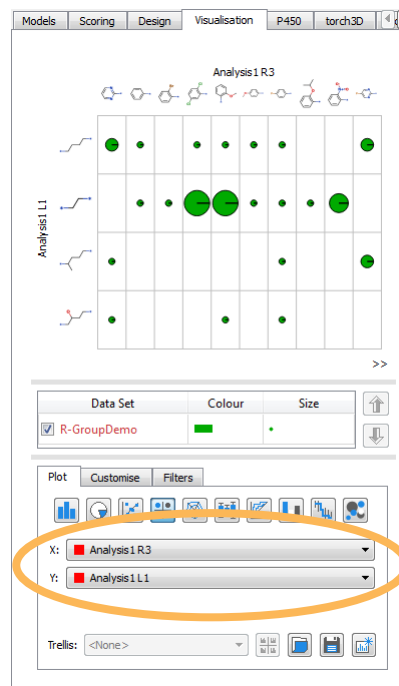 Models Scoring Design Visualisation P450 torch3D
Analysis1 R3
Analysis1 L1
>>
Data Set Colour Size
R-GroupDemo
Plot Customise Filters
X: Analysis1 R3
Y: Analysis1 L1
Trellis: <None>